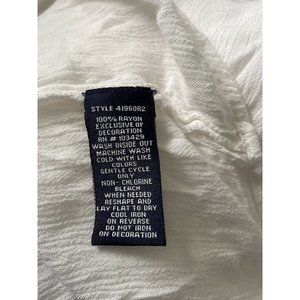 STYLE 41960R2
100% RAYON
EXCLUSIVE OF
DECORATION
RN # 103429
WASH INSIDE OUT
MACHINE WASH
COLD WITH LIKE
COLORS
GENTLE CYCLE
ONLY
NON- CHLORINE
BLEACH
WHEN NEEDED
RESHAPE AND
LAY FLAT TO DRY
COOL IRON
ON REVERSE
DO NOT IRON
ON DECORATION